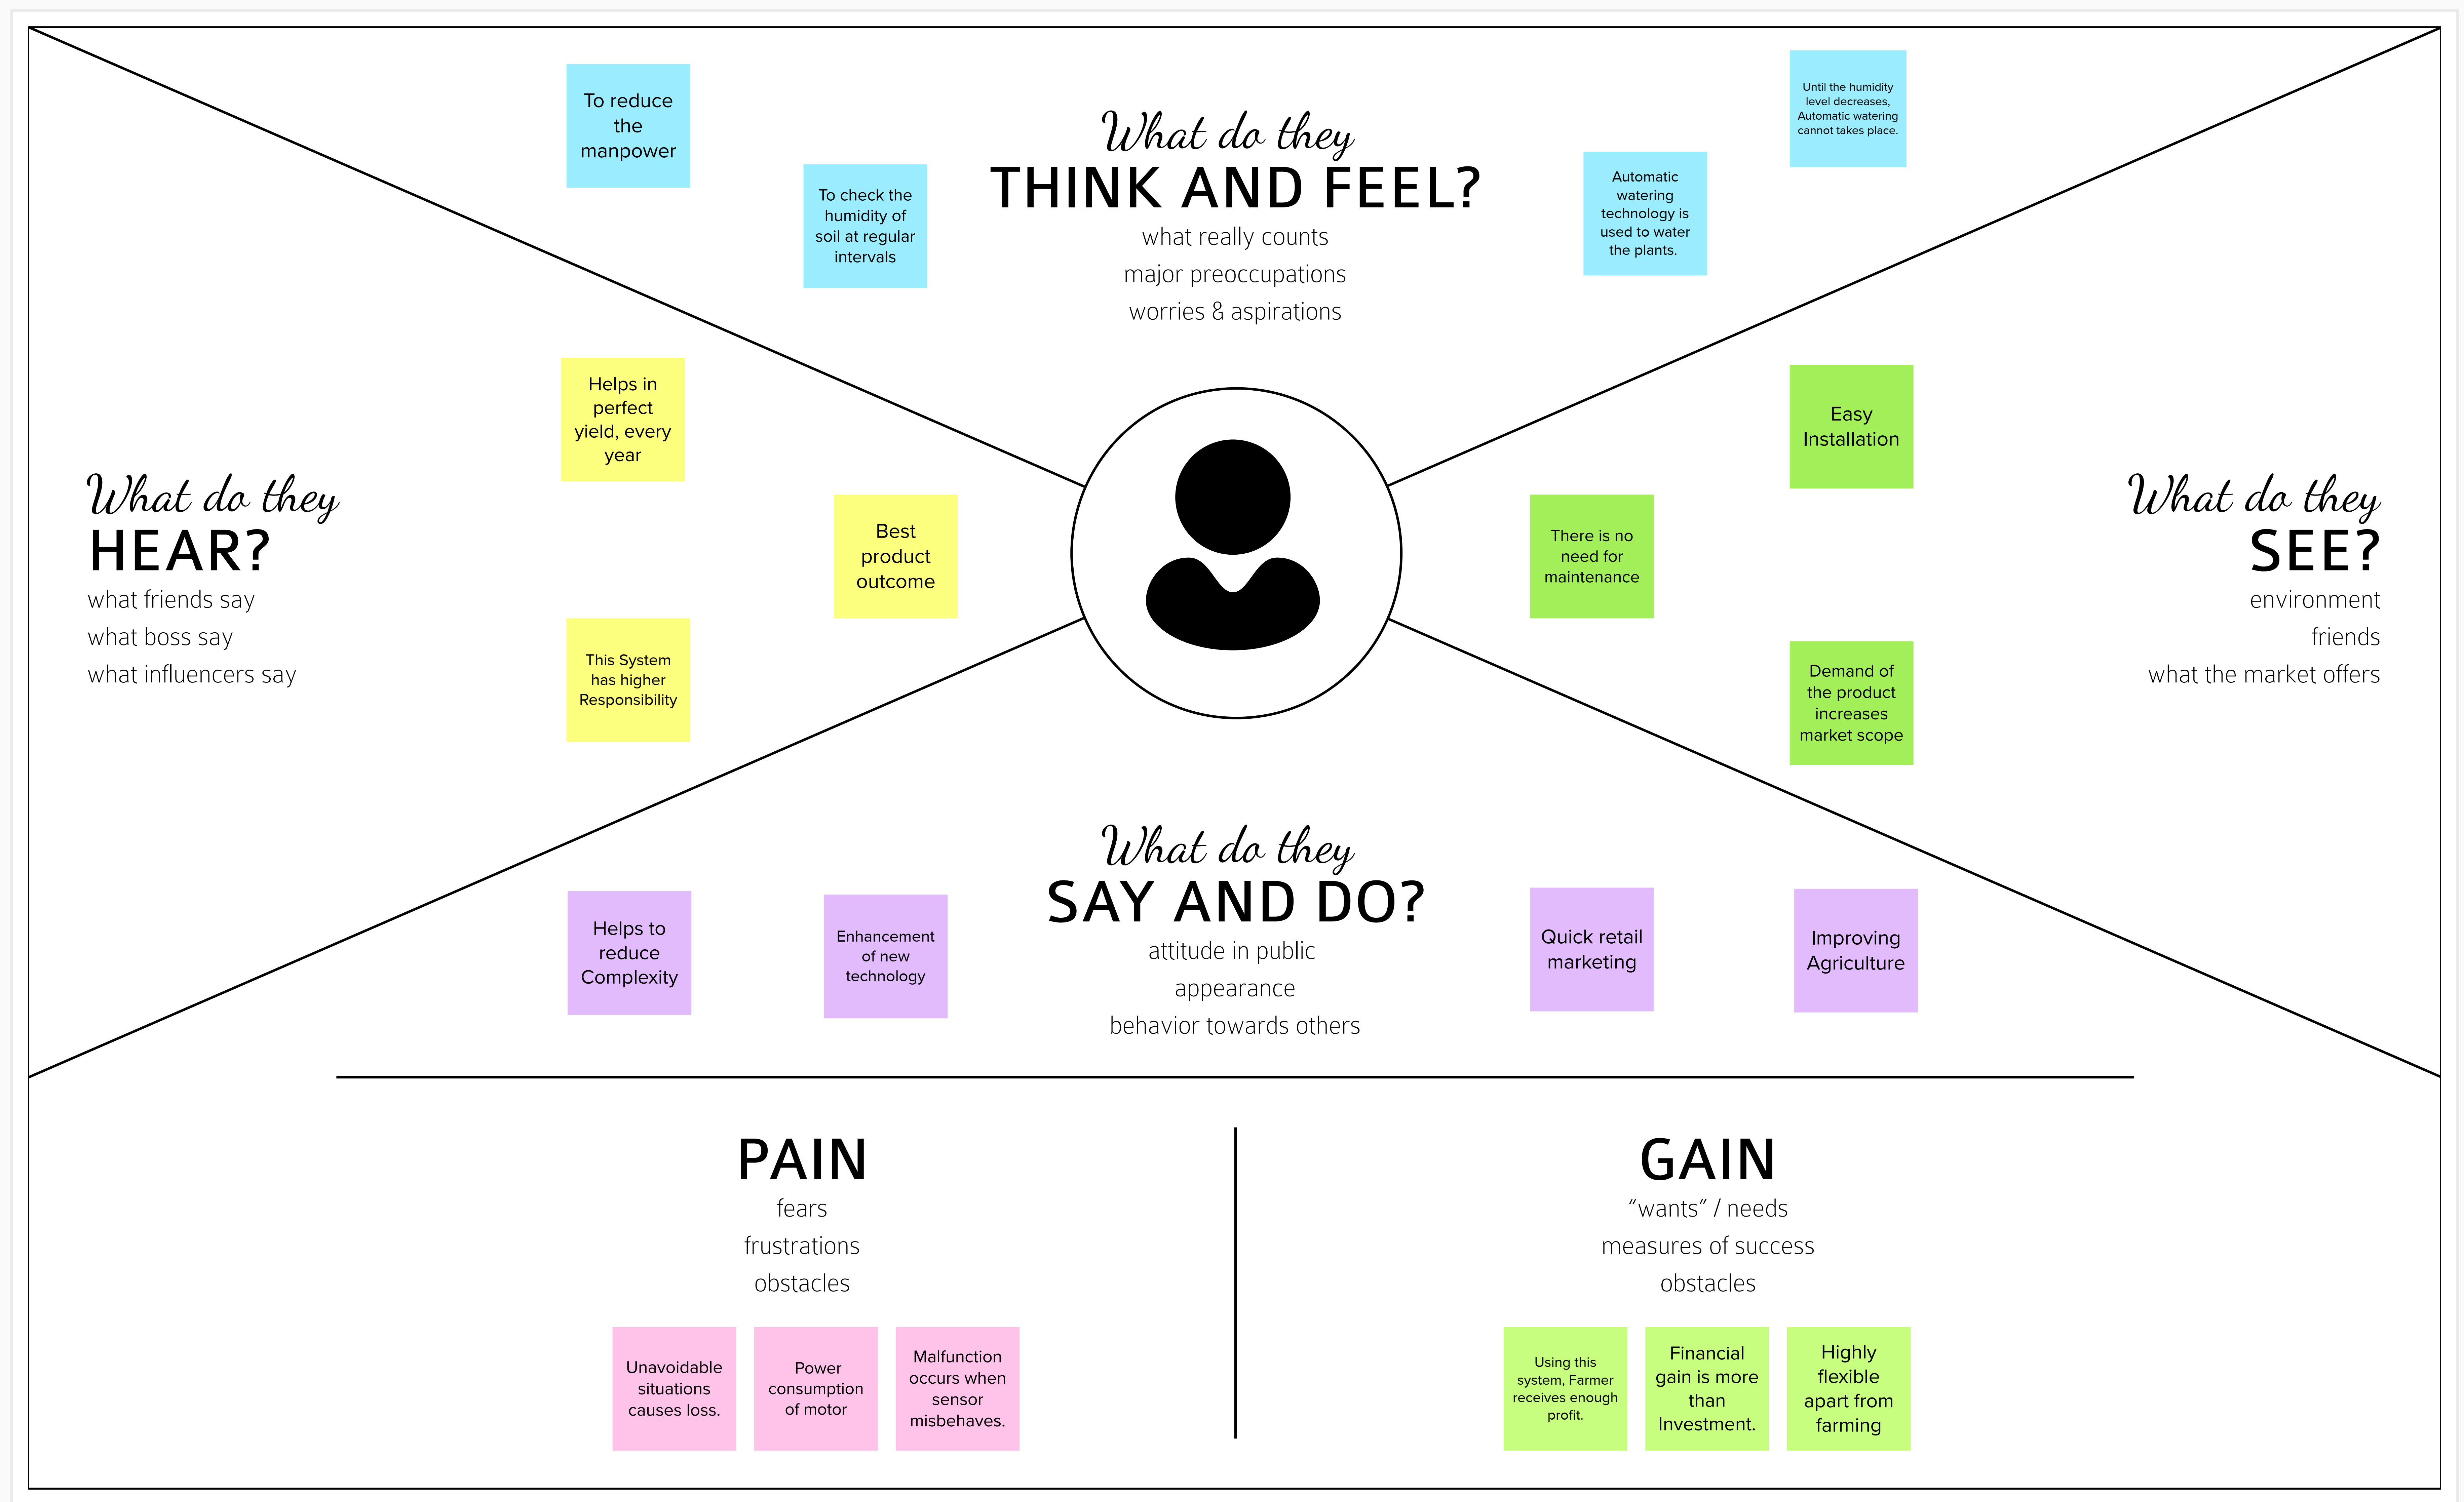 To reduce
the
manpower
To check the
humidity of
soil at regular
intervals
What do they
THINK AND FEEL?
what really counts
major preoccupations
worries & aspirations
Automatic
watering
technology is
used to water
the plants.
Until the humidity
level decreases,
Automatic watering
cannot takes place.
What do they
HEAR?
what friends say
what boss say
what influencers say
Helps in
perfect
yield, every
year
Best
product
outcome
This System
has higher
Responsibility
Easy
Installation
There is no
need for
maintenance
Demand of
the product
increases
market scope
What do they
SEE?
environment
friends
what the market offers
Helps to
reduce
Complexity
Enhancement
of new
technology
What do they
SAY AND DO?
attitude in public
appearance
behavior towards others
Quick retail
marketing
Improving
Agriculture
PAIN
fears
frustrations
obstacles
Unavoidable
situations
causes loss.
Power
consumption
of motor
Malfunction
occurs when
sensor
misbehaves.
GAIN
“wants” / needs
measures of success
obstacles
Using this
system, Farmer
receives enough
profit.
Financial
gain is more
than
Investment.
Highly
flexible
apart from
farming